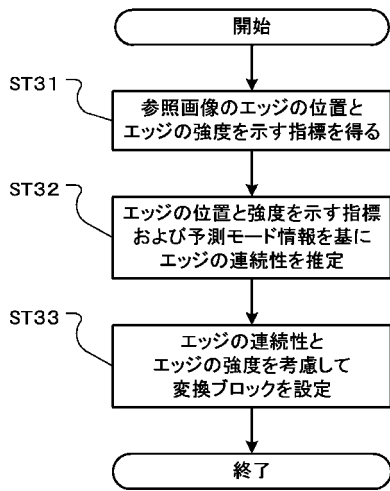 開始
ST31
参照画像のエッジの位置と
エッジの強度を示す指標を得る
ST32
エッジの位置と強度を示す指標
および予測モード情報を基に
エッジの連続性を推定
ST33
エッジの連続性と
エッジの強度を考慮して
変換ブロックを設定
終了